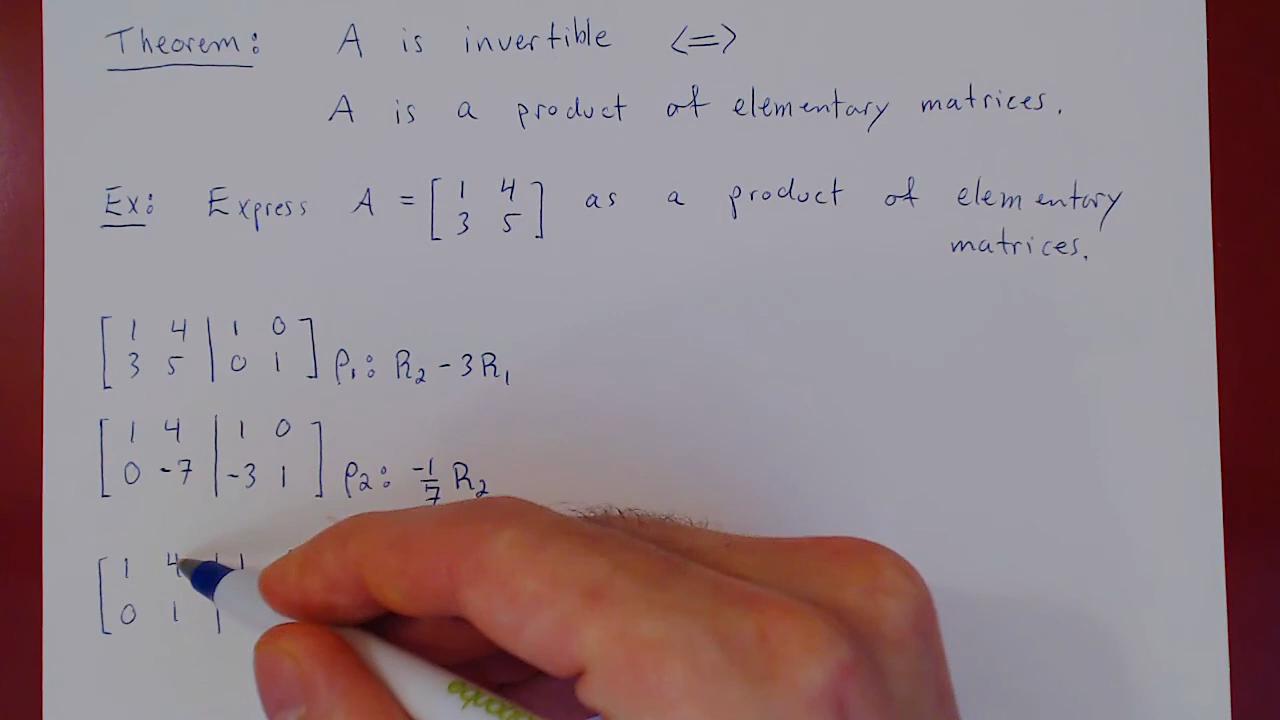 Theorem: A is invertible <=>
A is a product of elementary matrices.
Ex: Express A = [ 1 4 ] as a product of elementary
3 5
matrices.
1 4 | 1 0
3 5 | 0 1 ρ1: R2 - 3R1
1 4 | 1 0
0 -7 | -3 1 ρ2: -1/7 R2
1 4 | 1
0 1 |